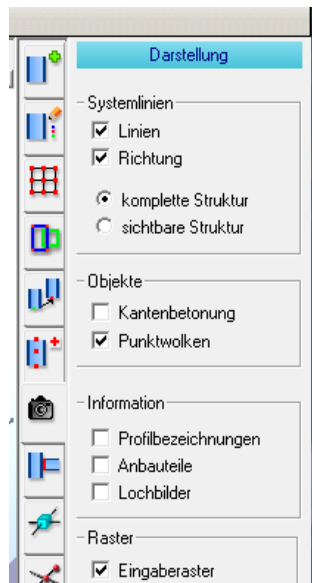 Darstellung
Systemlinien
Linien
Richtung
komplette Struktur
sichtbare Struktur
Objekte
Kantenbetonung
Punktwolken
Information
Profilbezeichnungen
Anbauteile
Lochbilder
Raster
Eingaberaster